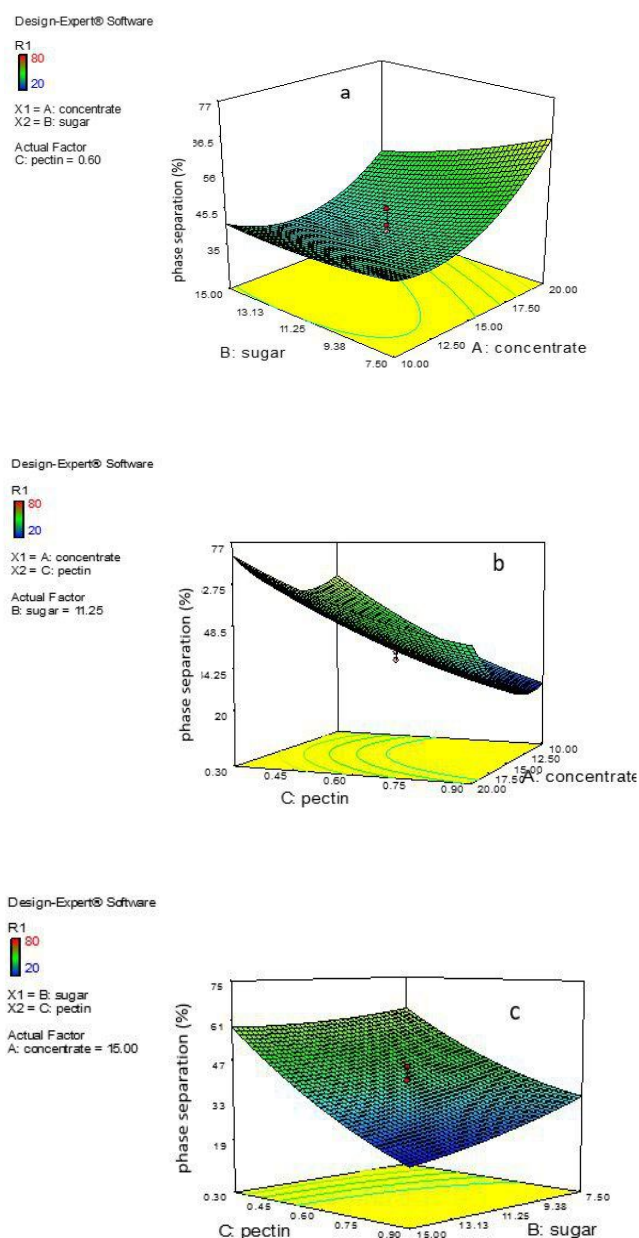 Design-Expert® Software
R1
80
20
X1 = A: concentrate
X2 = B: sugar
Actual Factor
C: pectin = 0.60
a
77
36.5
56
46.5
35
phase separation (%)
15.00
13.13
11.25
9.38
7.50
B: sugar
10.00
12.50
15.00
17.50
20.00
A: concentrate
Design-Expert® Software
R1
80
20
X1 = A: concentrate
X2 = C: pectin
Actual Factor
B: sugar = 11.25
b
77
2.75
48.5
14.25
20
phase separation (%)
0.30
0.45
0.60
0.75
0.90
C: pectin
20.00
17.50
15.00
12.50
10.00
A: concentrate
Design-Expert® Software
R1
80
20
X1 = B: sugar
X2 = C: pectin
Actual Factor
A: concentrate = 15.00
c
75
61
47
33
19
phase separation (%)
0.30
0.45
0.60
0.75
0.90
C: pectin
15.00
13.13
11.25
9.38
7.50
B: sugar